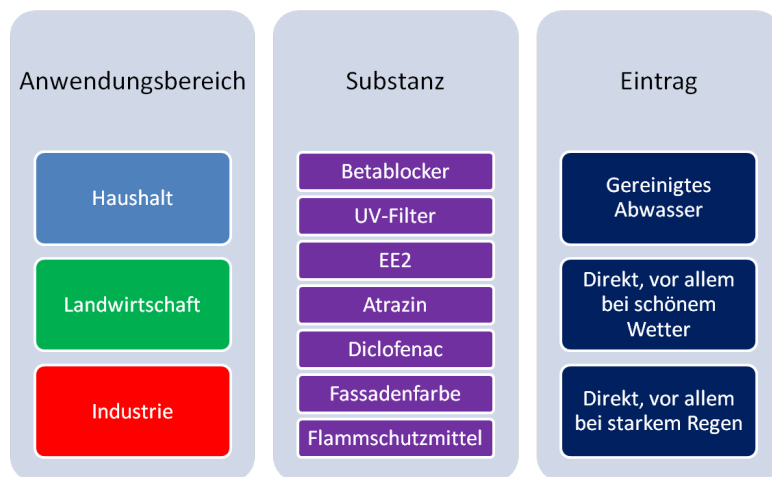 Anwendungsbereich
Haushalt
Landwirtschaft
Industrie
Substanz
Betablocker
UV-Filter
EE2
Atrazin
Diclofenac
Fassadenfarbe
Flammschutzmittel
Eintrag
Gereinigtes
Abwasser
Direkt, vor allem
bei schönem
Wetter
Direkt, vor allem
bei starkem Regen